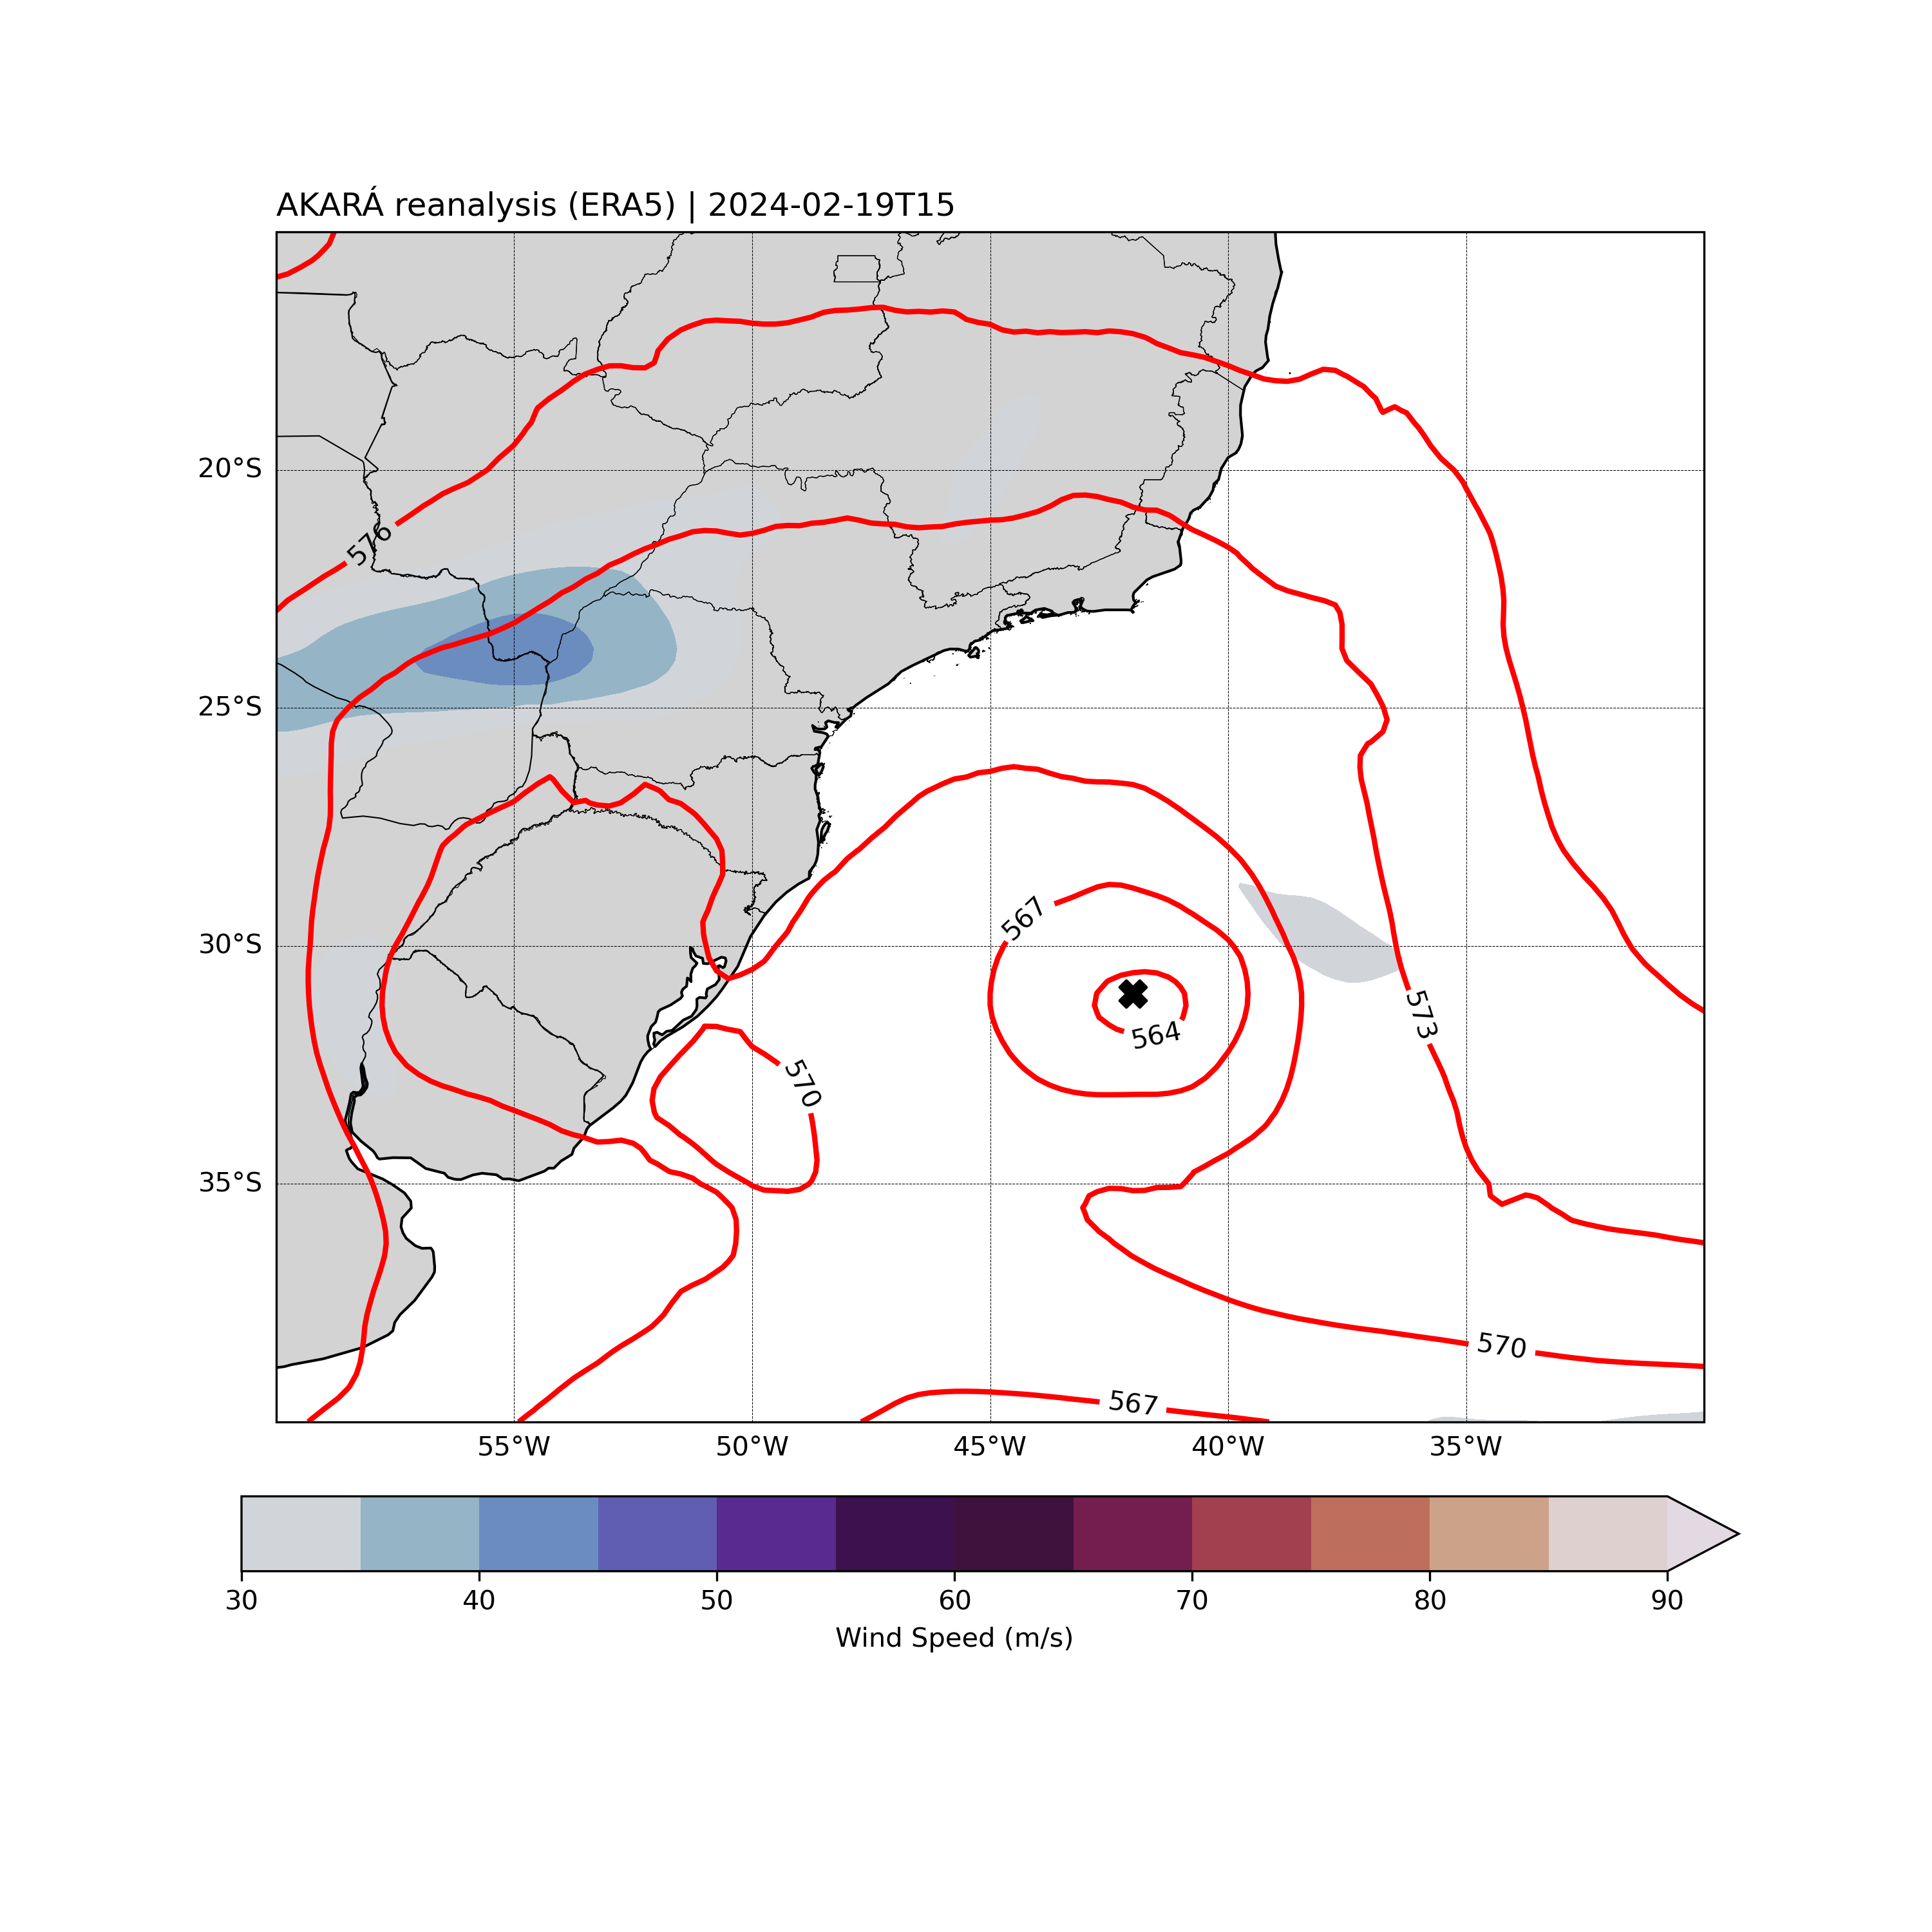 AKARÁ reanalysis (ERA5) | 2024-02-19T15
576
20°S
25°S
567
30°S
573
564
570
35°S
570
567
55°W 50°W 45°W 40°W 35°W
30 40 50 60 70 80 90
Wind Speed (m/s)